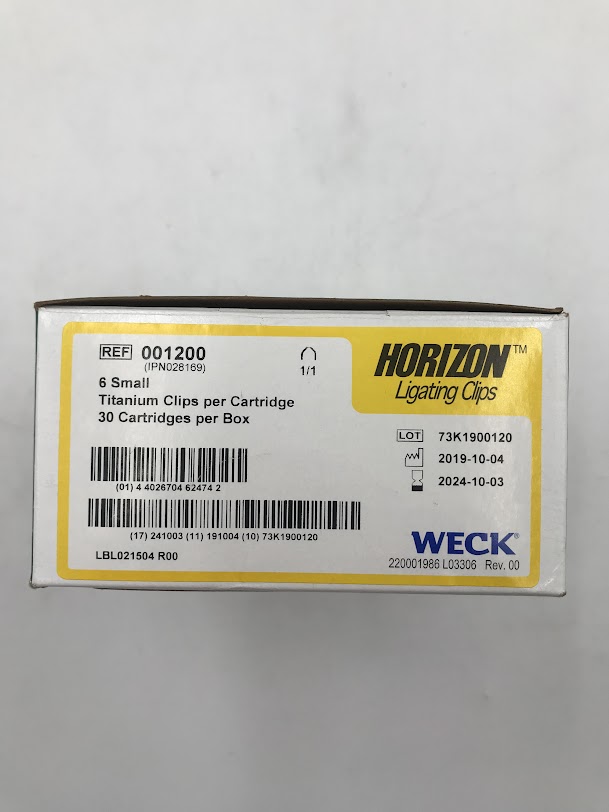 REF 001200
(IPN028169)
1/1
6 Small
Titanium Clips per Cartridge
30 Cartridges per Box
HORIZON™
Ligating Clips
LOT 73K1900120
2019-10-04
2024-10-03
(01) 4 4026704 62474 2
(17) 241003 (11) 191004 (10) 73K1900120
LBL021504 R00
WECK®
220001986 L03306 Rev. 00